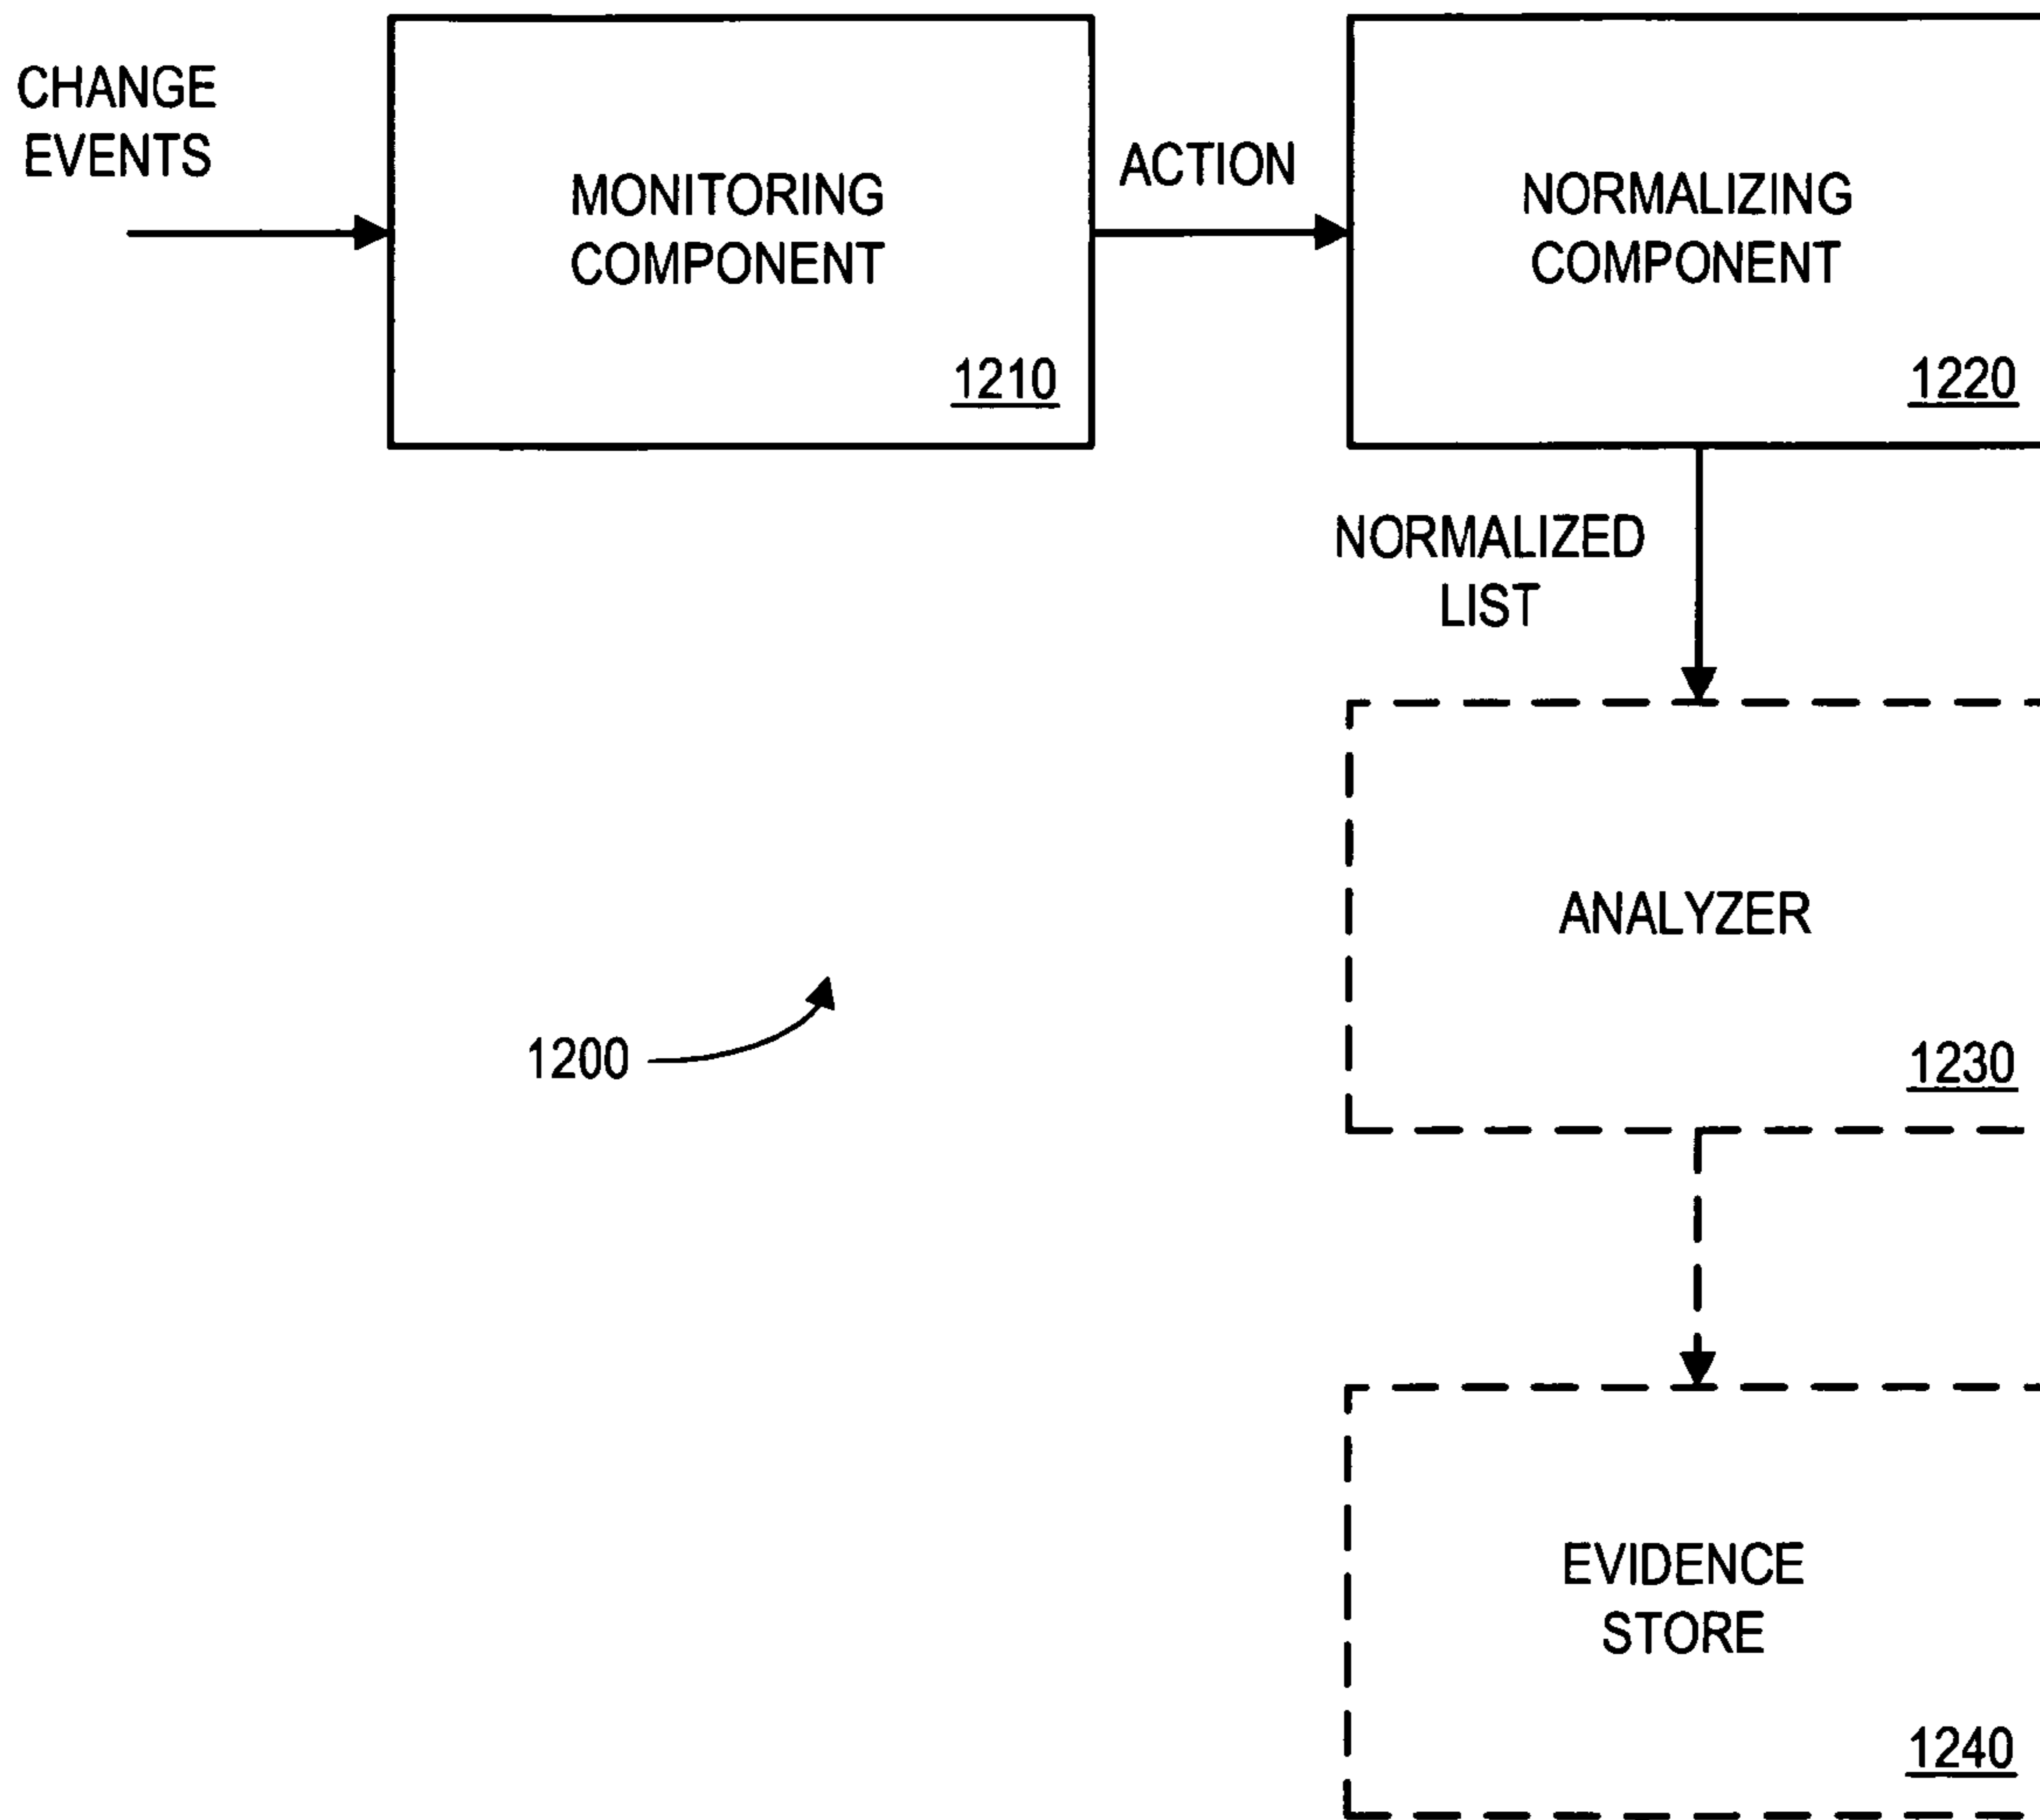 CHANGE
EVENTS
MONITORING
COMPONENT
1210
ACTION
NORMALIZING
COMPONENT
1220
NORMALIZED
LIST
ANALYZER
1230
1200
EVIDENCE
STORE
1240